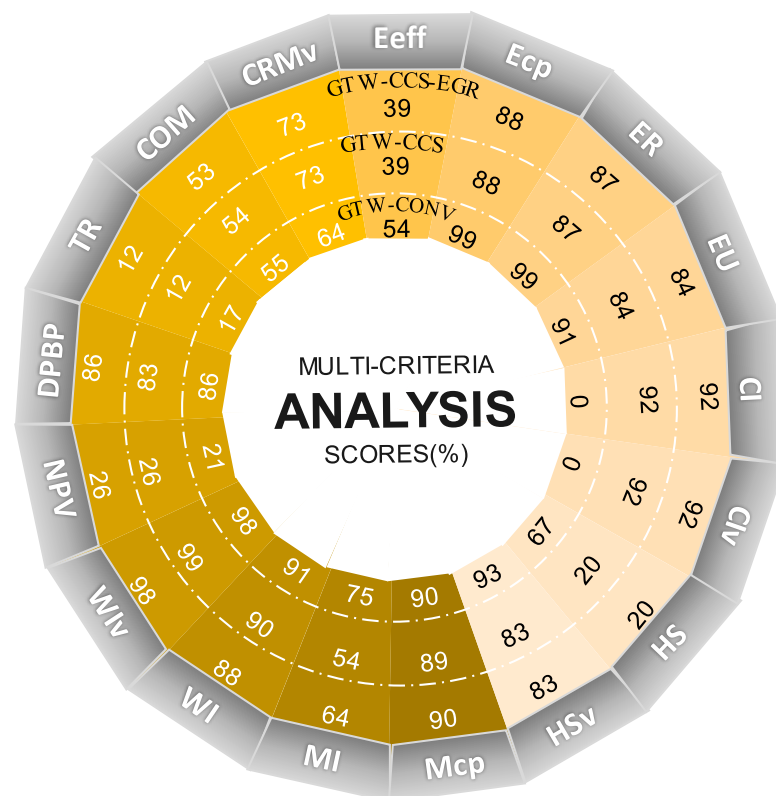 Eeff
Ecp
ER
EU
CI
CIv
HS
HSv
Mcp
MI
WI
WIv
NPV
DPBP
TR
COM
CRMv
GTW-CCS-EGR
39
88
87
84
92
92
20
83
90
64
88
98
26
86
12
53
73
GTW-CCS
39
88
87
84
92
92
20
83
89
54
90
99
26
83
12
54
73
GTW-CONV
54
99
99
91
0
0
67
93
90
75
91
98
21
86
17
55
64
MULTI-CRITERIA
ANALYSIS
SCORES(%)